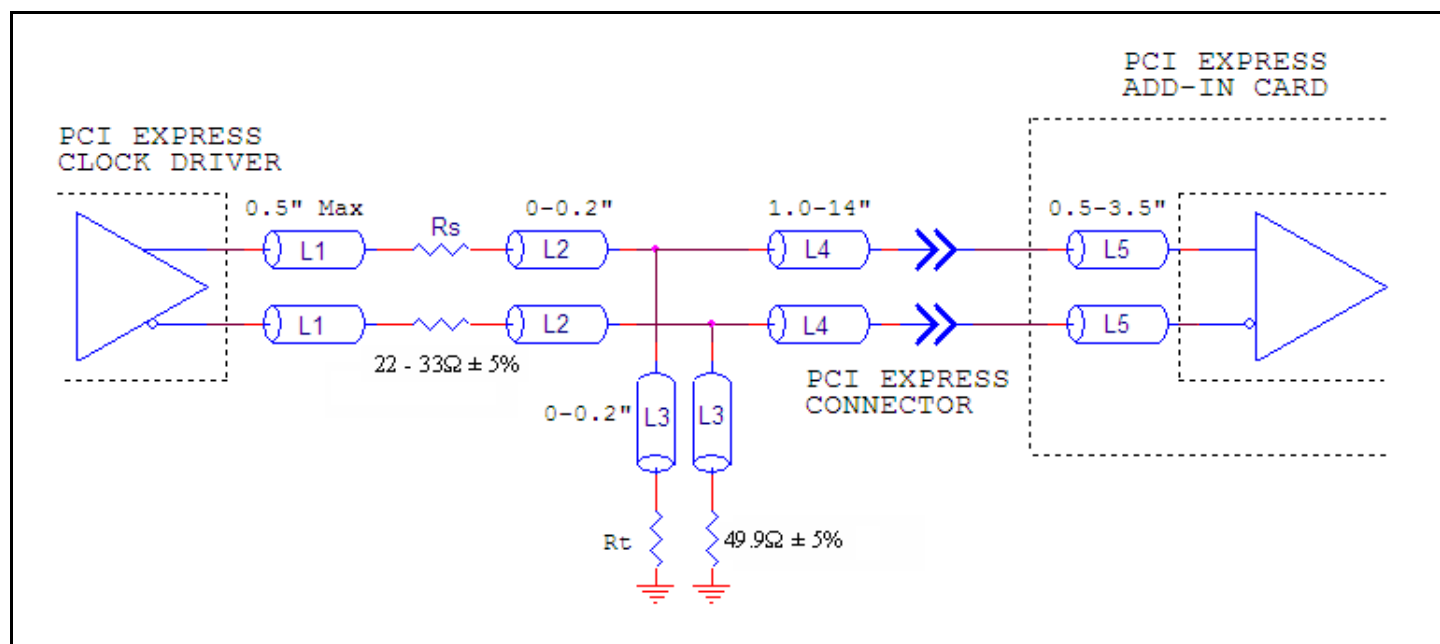 PCI EXPRESS
ADD-IN CARD
PCI EXPRESS
CLOCK DRIVER
0.5" Max
Rs
0-0.2"
1.0-14"
0.5-3.5"
L1
L2
L4
L5
L1
L2
L4
L5
22 - 33Ω ± 5%
PCI EXPRESS
CONNECTOR
0-0.2"
L3
L3
Rt
49.9Ω ± 5%